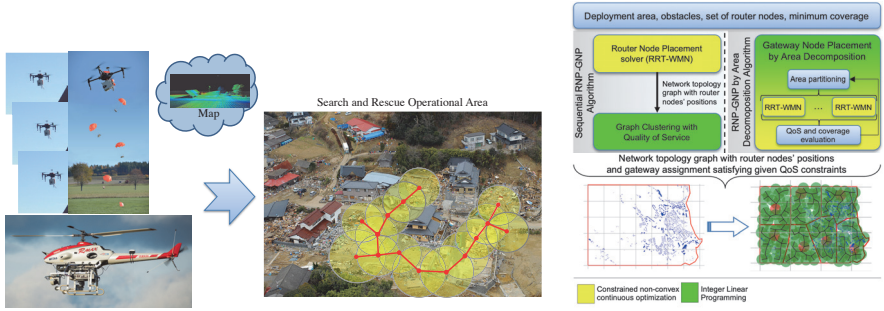 Map
Search and Rescue Operational Area
Rmax
Deployment area, obstacles, set of router nodes, minimum coverage
Sequential RNP-GNP
Algorithm
Router Node Placement
solver (RRT-WMN)
Network topology
graph with router
nodes' positions
Graph Clustering with
Quality of Service
RNP-GNP by Area
Decomoposition Algorithm
Gateway Node Placement
by Area Decomposition
Area partitioning
RRT-WMN
...
RRT-WMN
QoS and coverage
evaluation
Network topology graph with router nodes' positions
and gateway assignment satisfying given QoS constraints
Constrained non-convex
continuous optimization
Integer Linear
Programming